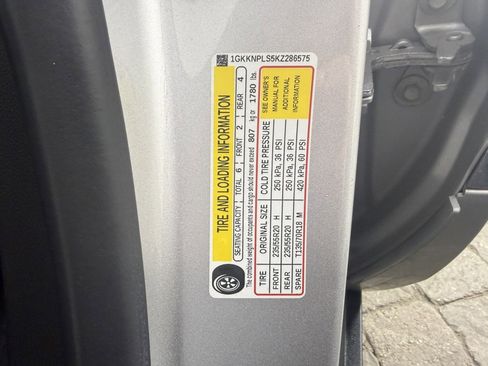 1GKKNPLS5KZ286575
TIRE AND LOADING INFORMATION
SEATING CAPACITY TOTAL 6 FRONT 2 REAR 4
The combined weight of occupants and cargo should never exceed 807 kg or 1780 lbs.
TIRE ORIGINAL SIZE COLD TIRE PRESSURE
FRONT 235/55R20 H 250 kPa, 36 PSI
REAR 235/55R20 H 250 kPa, 36 PSI
SPARE T135/70R18 M 420 kPa, 60 PSI
SEE OWNER'S
MANUAL FOR
ADDITIONAL
INFORMATION